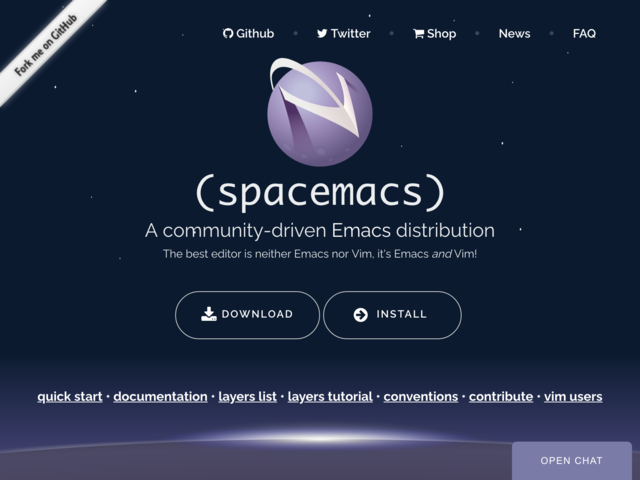 Fork me on GitHub
Github • Twitter • Shop • News • FAQ
(spacemacs)
A community-driven Emacs distribution
The best editor is neither Emacs nor Vim, it's Emacs and Vim!
DOWNLOAD INSTALL
quick start • documentation • layers list • layers tutorial • conventions • contribute • vim users
OPEN CHAT